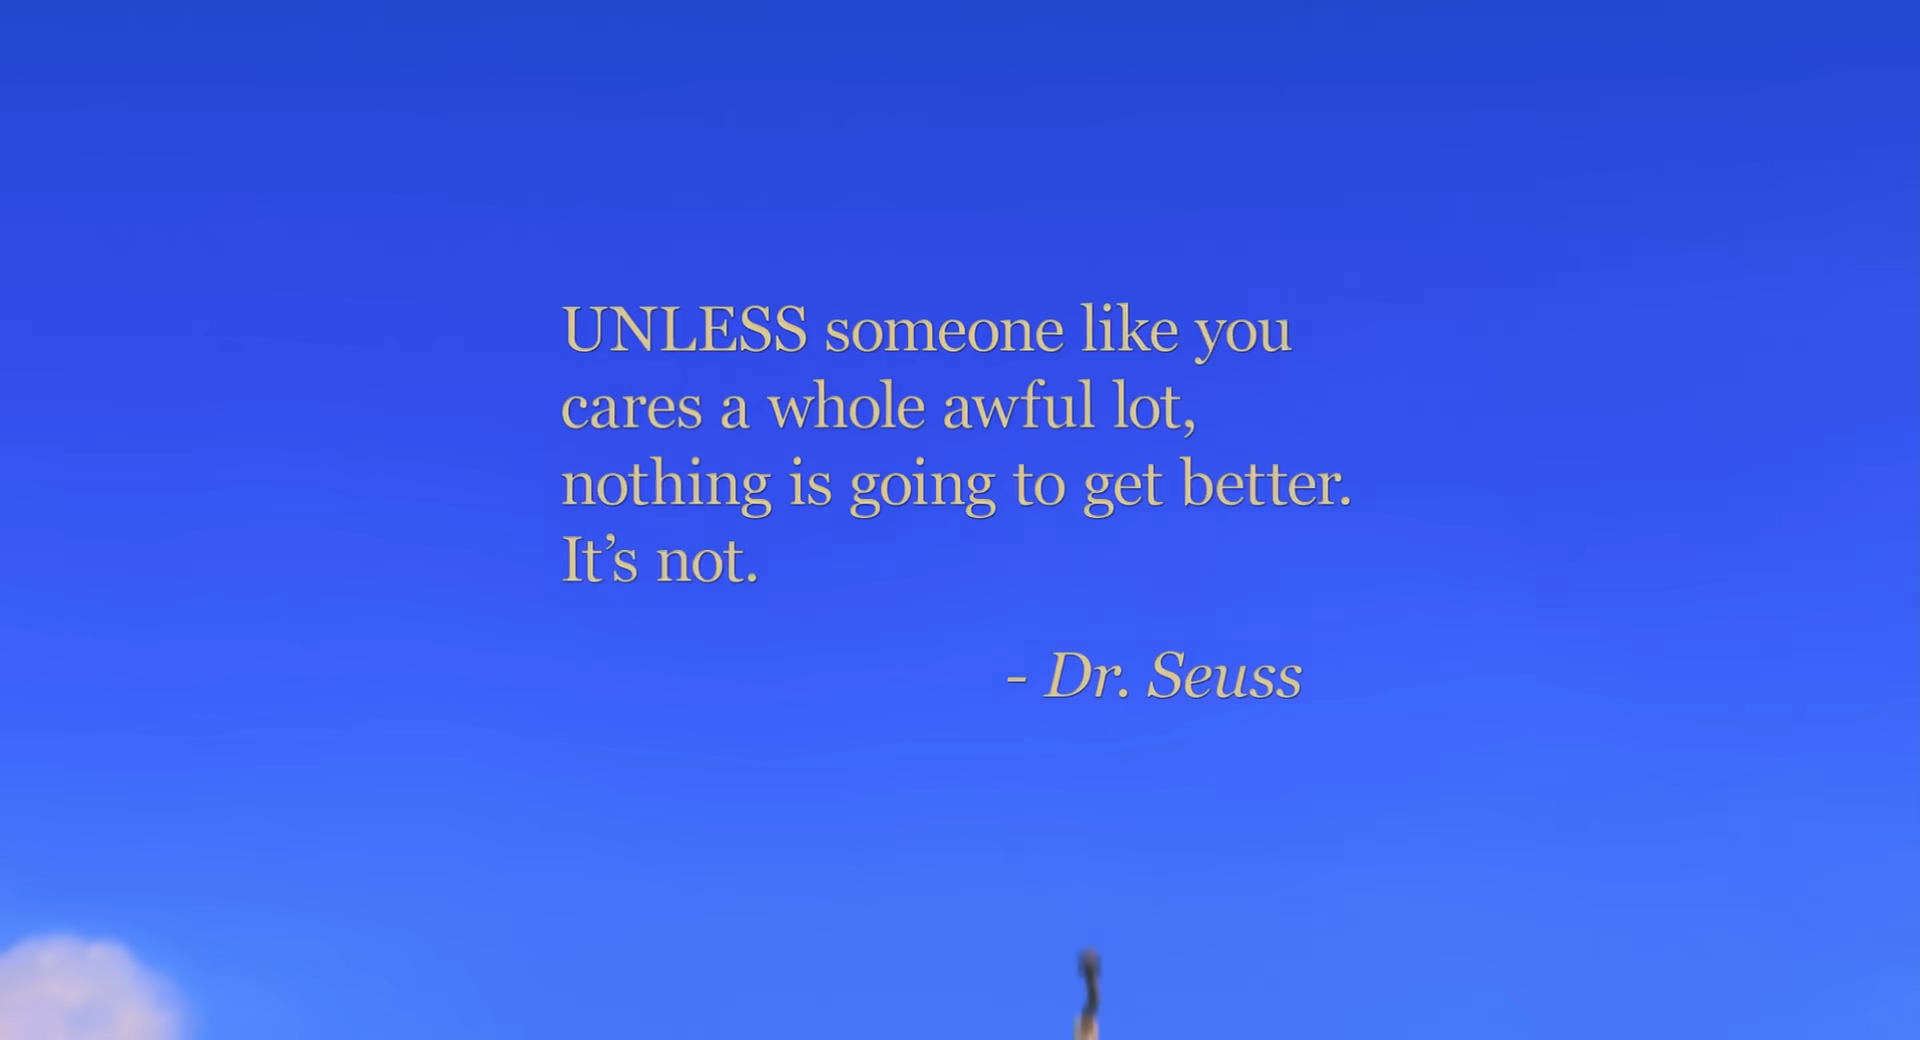 UNLESS someone like you
cares a whole awful lot,
nothing is going to get better.
It’s not.
- Dr. Seuss